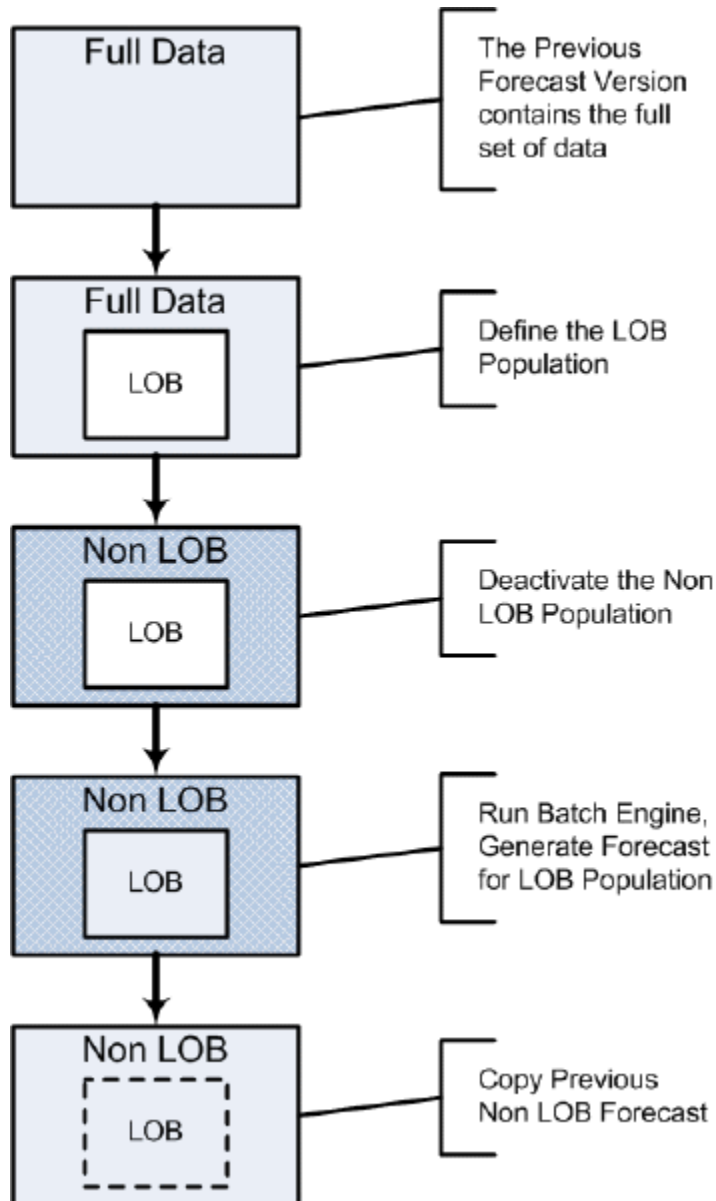 Full Data
The Previous
Forecast Version
contains the full
set of data
Full Data
LOB
Define the LOB
Population
Non LOB
LOB
Deactivate the Non
LOB Population
Non LOB
LOB
Run Batch Engine,
Generate Forecast
for LOB Population
Non LOB
LOB
Copy Previous
Non LOB Forecast